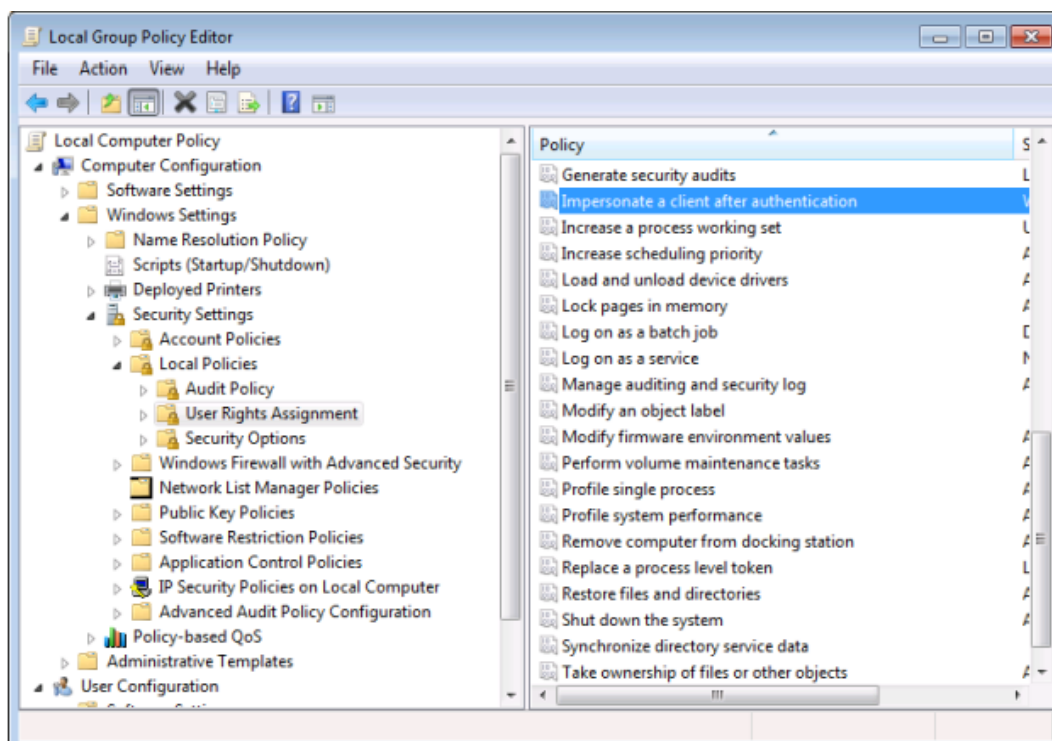 Local Group Policy Editor
File Action View Help
Local Computer Policy
Computer Configuration
Software Settings
Windows Settings
Name Resolution Policy
Scripts (Startup/Shutdown)
Deployed Printers
Security Settings
Account Policies
Local Policies
Audit Policy
User Rights Assignment
Security Options
Windows Firewall with Advanced Security
Network List Manager Policies
Public Key Policies
Software Restriction Policies
Application Control Policies
IP Security Policies on Local Computer
Advanced Audit Policy Configuration
Policy-based QoS
Administrative Templates
User Configuration
Policy S
Generate security audits L
Impersonate a client after authentication
Increase a process working set
Increase scheduling priority
Load and unload device drivers
Lock pages in memory
Log on as a batch job
Log on as a service
Manage auditing and security log
Modify an object label
Modify firmware environment values
Perform volume maintenance tasks
Profile single process
Profile system performance
Remove computer from docking station
Replace a process level token L
Restore files and directories
Shut down the system
Synchronize directory service data
Take ownership of files or other objects